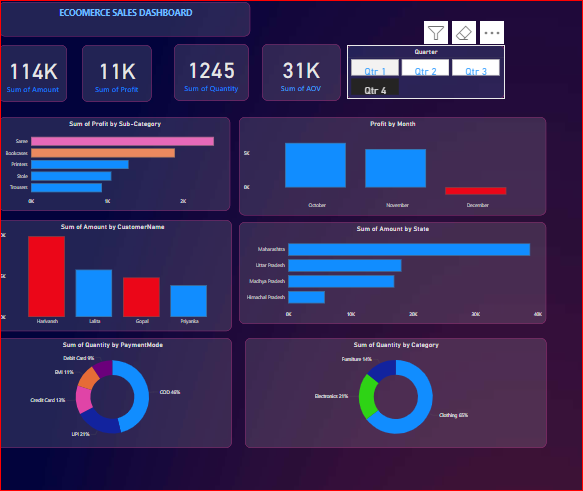 ECOOMERCE SALES DASHBOARD
114K
Sum of Amount
11K
Sum of Profit
1245
Sum of Quantity
31K
Sum of AOV
Quarter
Qtr 1
Qtr 2
Qtr 3
Qtr 4
Sum of Profit by Sub-Category
Saree
Bookcases
Printers
Stole
Trousers
0K
1K
2K
Profit by Month
5K
0K
October
November
December
Sum of Amount by CustomerName
5K
0K
Harivansh
Lalita
Gopal
Priyanka
Sum of Amount by State
Maharashtra
Uttar Pradesh
Madhya Pradesh
Himachal Pradesh
0K
10K
20K
30K
40K
Sum of Quantity by PaymentMode
Debit Card 9%
EMI 11%
Credit Card 13%
UPI 21%
COD 46%
Sum of Quantity by Category
Furniture 14%
Electronics 21%
Clothing 65%